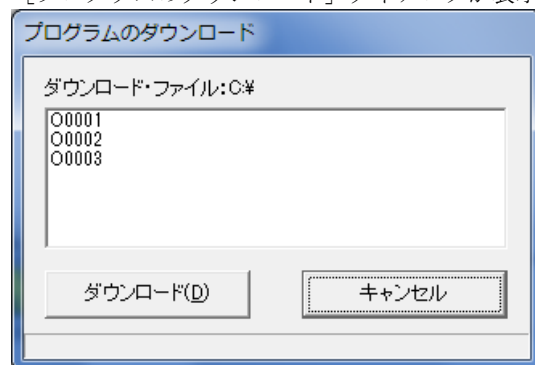 プログラムのダウンロード
ダウンロード・ファイル:C:¥
O0001
O0002
O0003
ダウンロード(D)
キャンセル